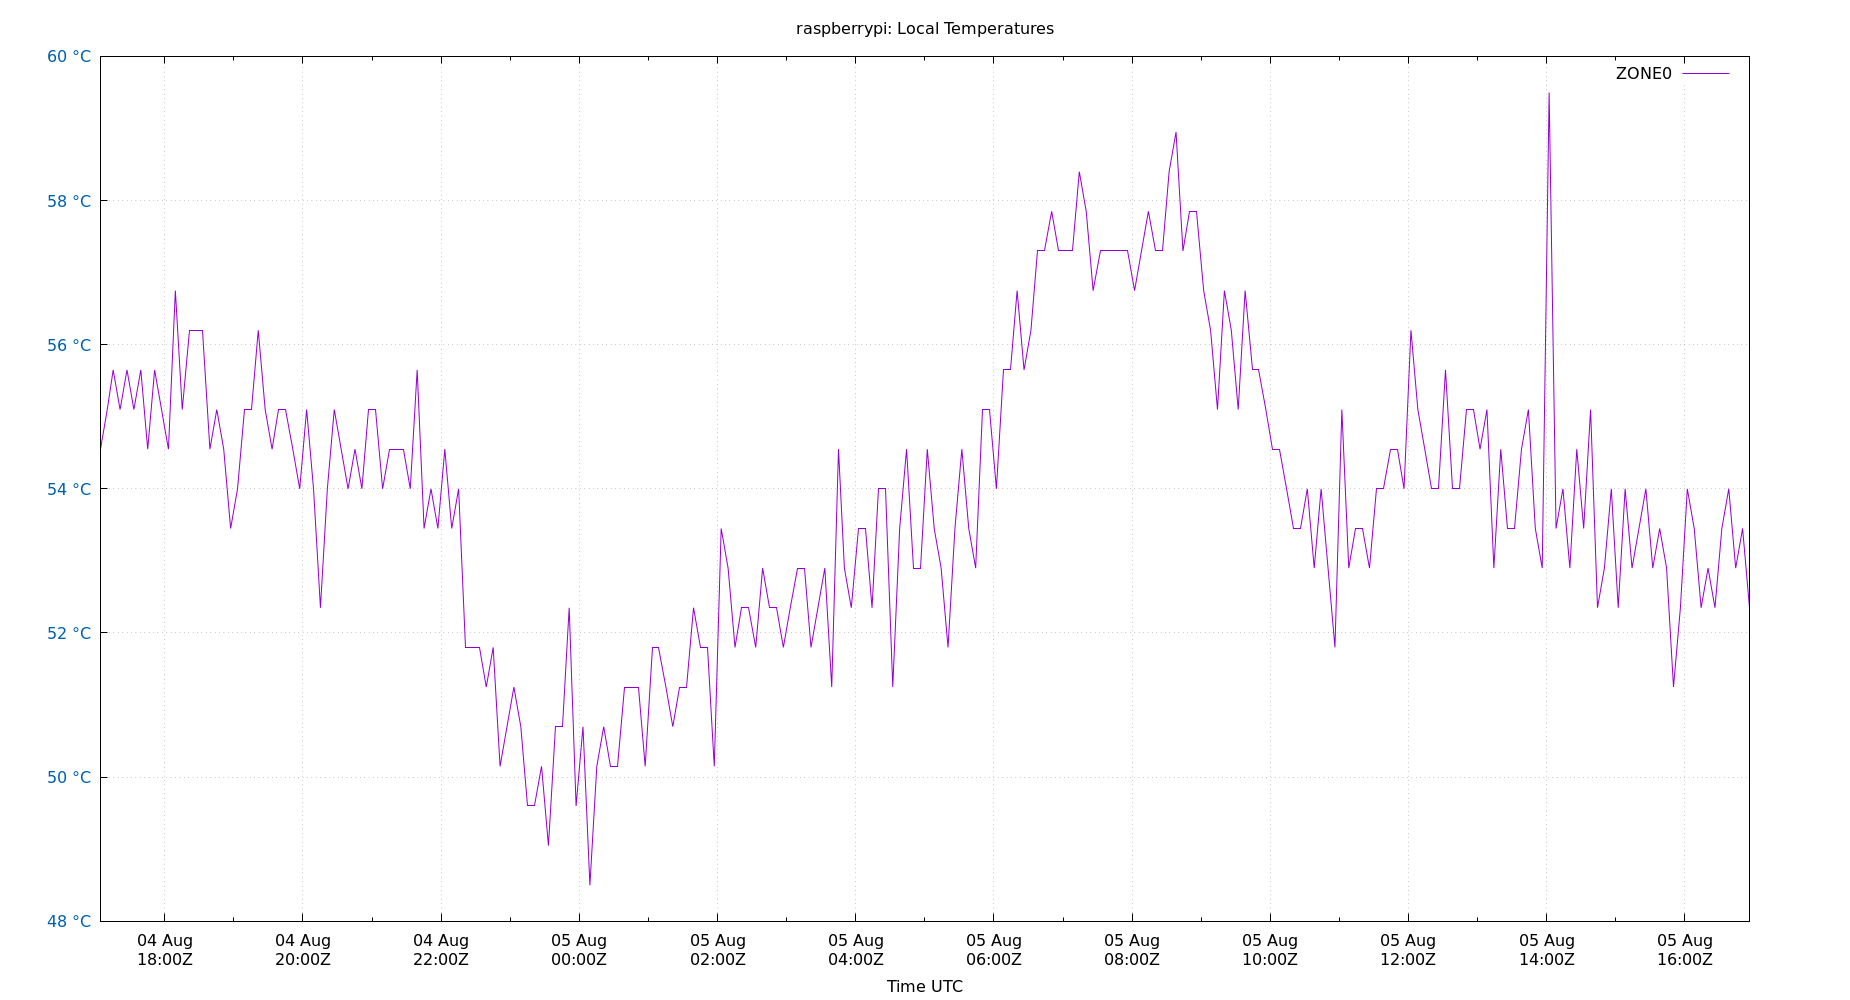 raspberrypi: Local Temperatures
60 °C
ZONE0
58 °C
56 °C
54 °C
52 °C
50 °C
48 °C
04 Aug 04 Aug 04 Aug 05 Aug 05 Aug 05 Aug 05 Aug 05 Aug 05 Aug 05 Aug 05 Aug 05 Aug
18:00Z 20:00Z 22:00Z 00:00Z 02:00Z 04:00Z 06:00Z 08:00Z 10:00Z 12:00Z 14:00Z 16:00Z
Time UTC